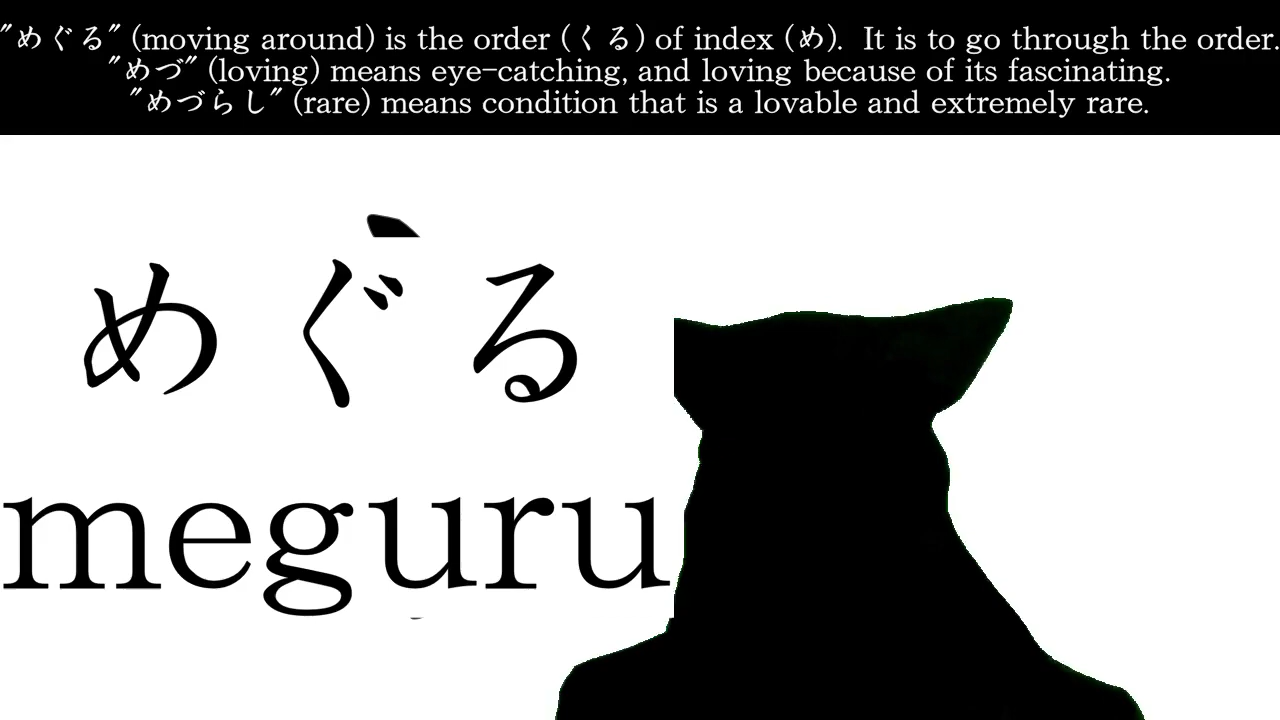 "めぐる" (moving around) is the order (くる) of index (め).  It is to go through the order.
"めづ" (loving) means eye-catching, and loving because of its fascinating.
"めづらし" (rare) means condition that is a lovable and extremely rare.
めぐる
meguru